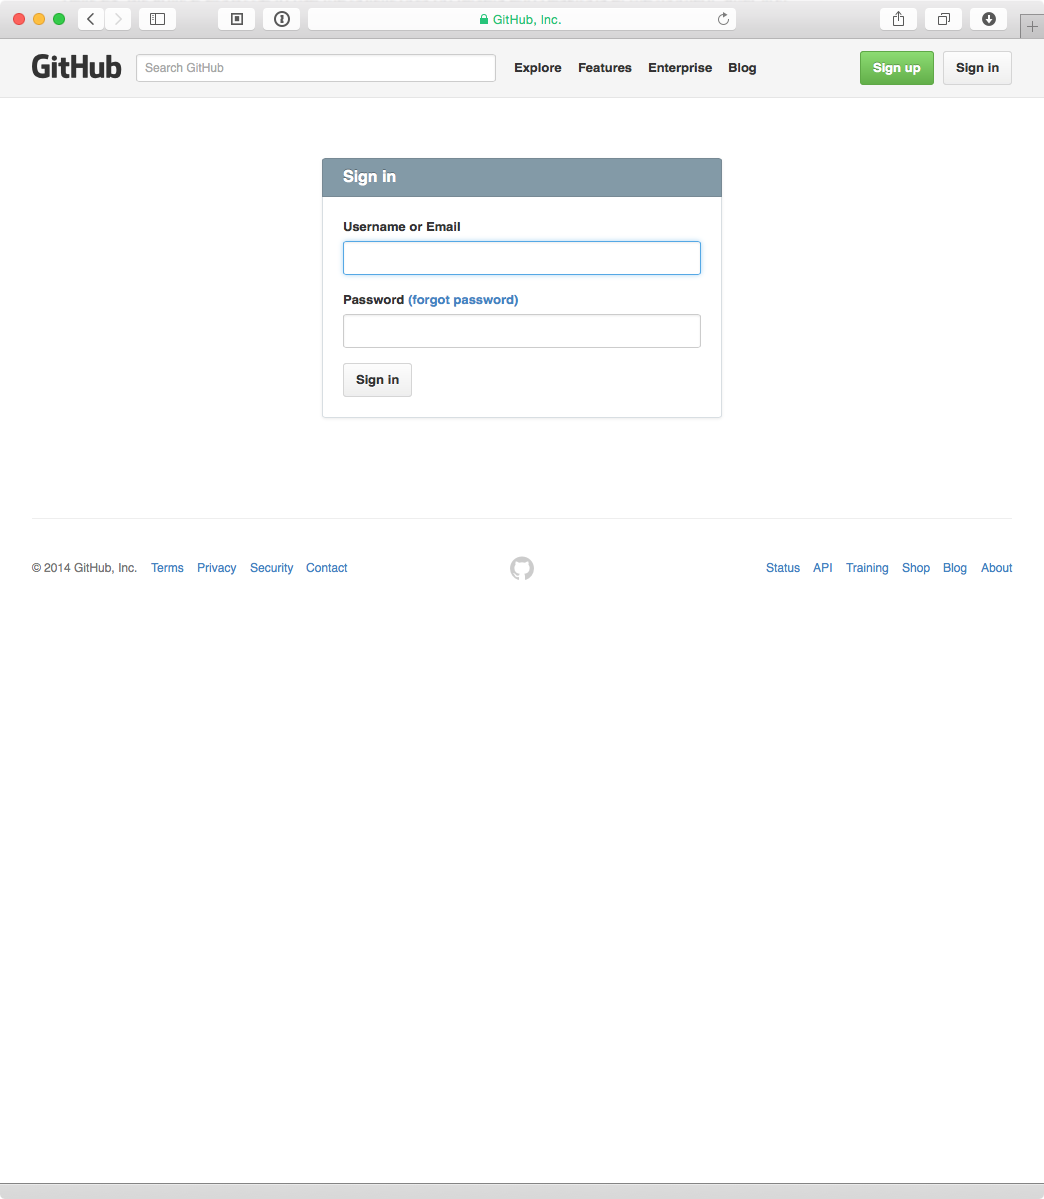 GitHub, Inc.
GitHub Search GitHub Explore Features Enterprise Blog Sign up Sign in
Sign in
Username or Email
Password (forgot password)
Sign in
© 2014 GitHub, Inc. Terms Privacy Security Contact Status API Training Shop Blog About